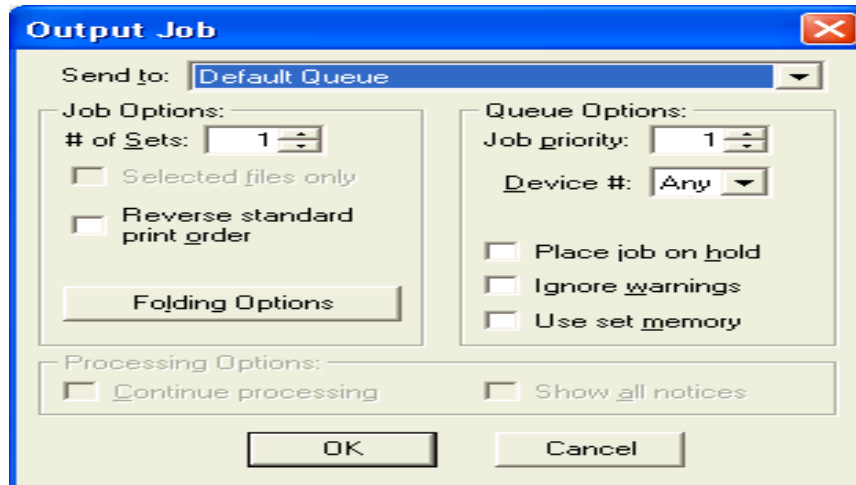 Output Job
Send to: Default Queue
Job Options:
# of Sets: 1
Selected files only
Reverse standard
print order
Folding Options
Queue Options:
Job priority: 1
Device #: Any
Place job on hold
Ignore warnings
Use set memory
Processing Options:
Continue processing
Show all notices
OK
Cancel